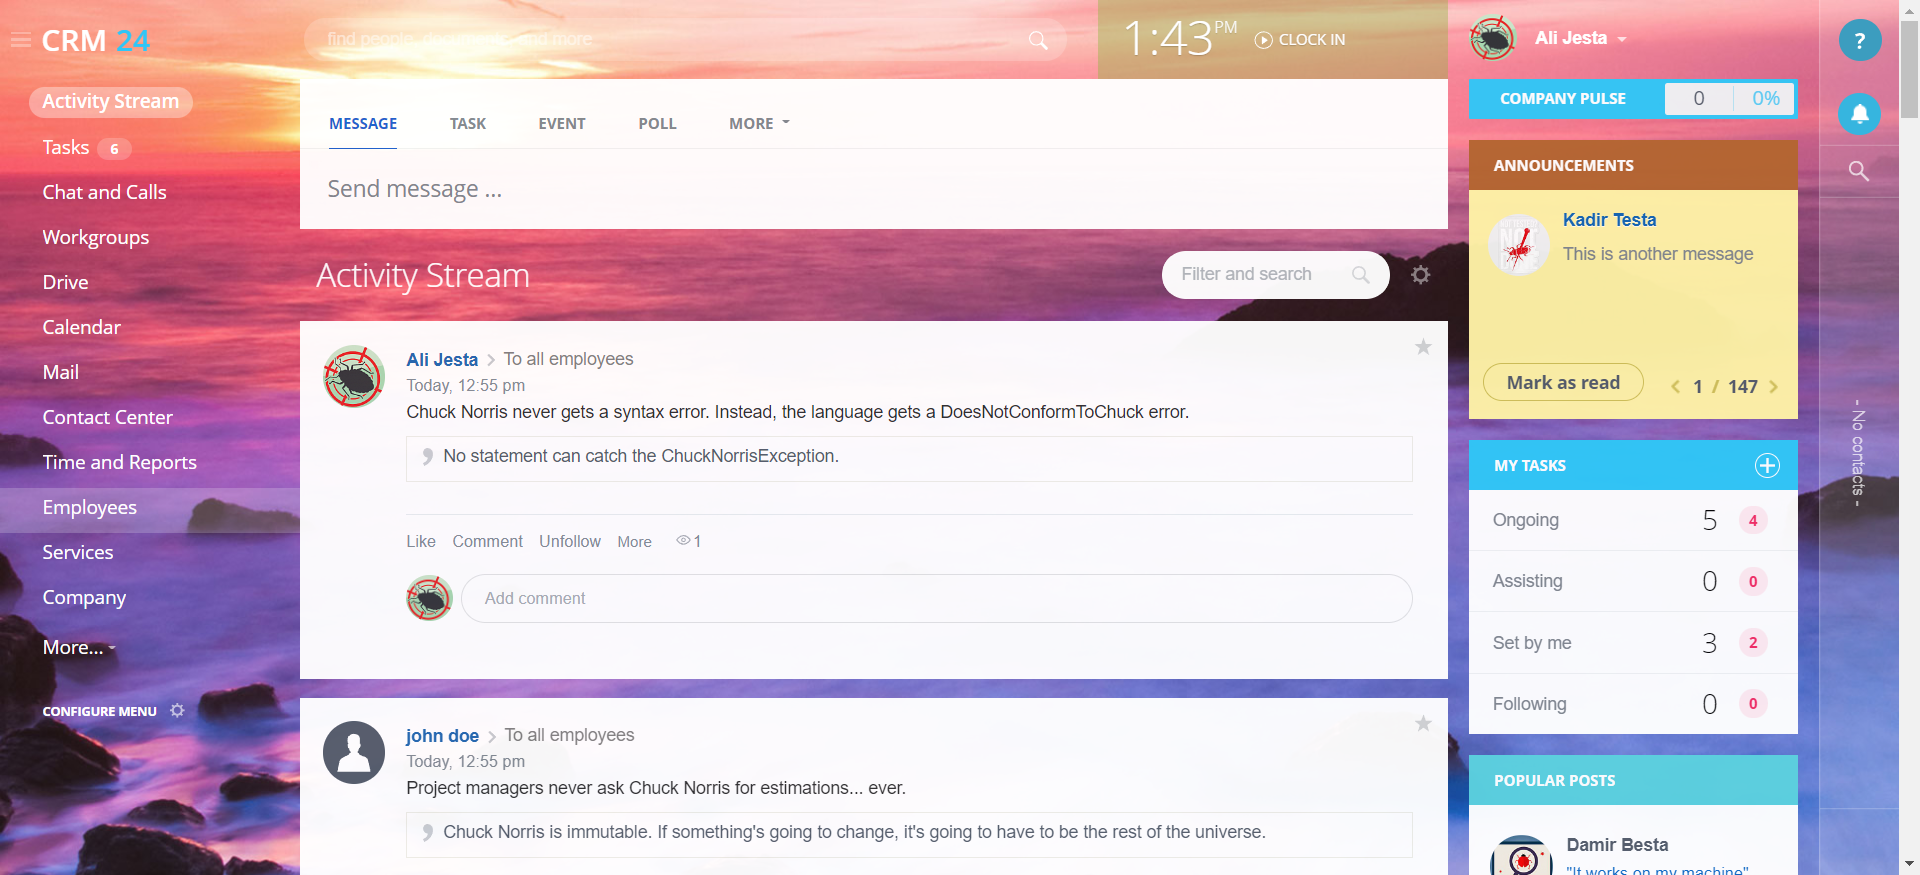 CRM 24
find people, documents, and more
1:43 PM
CLOCK IN
Ali Jesta
?
Activity Stream
Tasks 6
Chat and Calls
Workgroups
Drive
Calendar
Mail
Contact Center
Time and Reports
Employees
Services
Company
More...
CONFIGURE MENU
MESSAGE TASK EVENT POLL MORE
Send message ...
Activity Stream
Filter and search
Ali Jesta > To all employees
Today, 12:55 pm
Chuck Norris never gets a syntax error. Instead, the language gets a DoesNotConformToChuck error.
No statement can catch the ChuckNorrisException.
Like Comment Unfollow More 1
Add comment
john doe > To all employees
Today, 12:55 pm
Project managers never ask Chuck Norris for estimations... ever.
Chuck Norris is immutable. If something's going to change, it's going to have to be the rest of the universe.
COMPANY PULSE 0 0%
ANNOUNCEMENTS
Kadir Testa
This is another message
Mark as read
1 / 147
MY TASKS
Ongoing 5 4
Assisting 0 0
Set by me 3 2
Following 0 0
POPULAR POSTS
Damir Besta
"It works on my machine"
- No contacts -